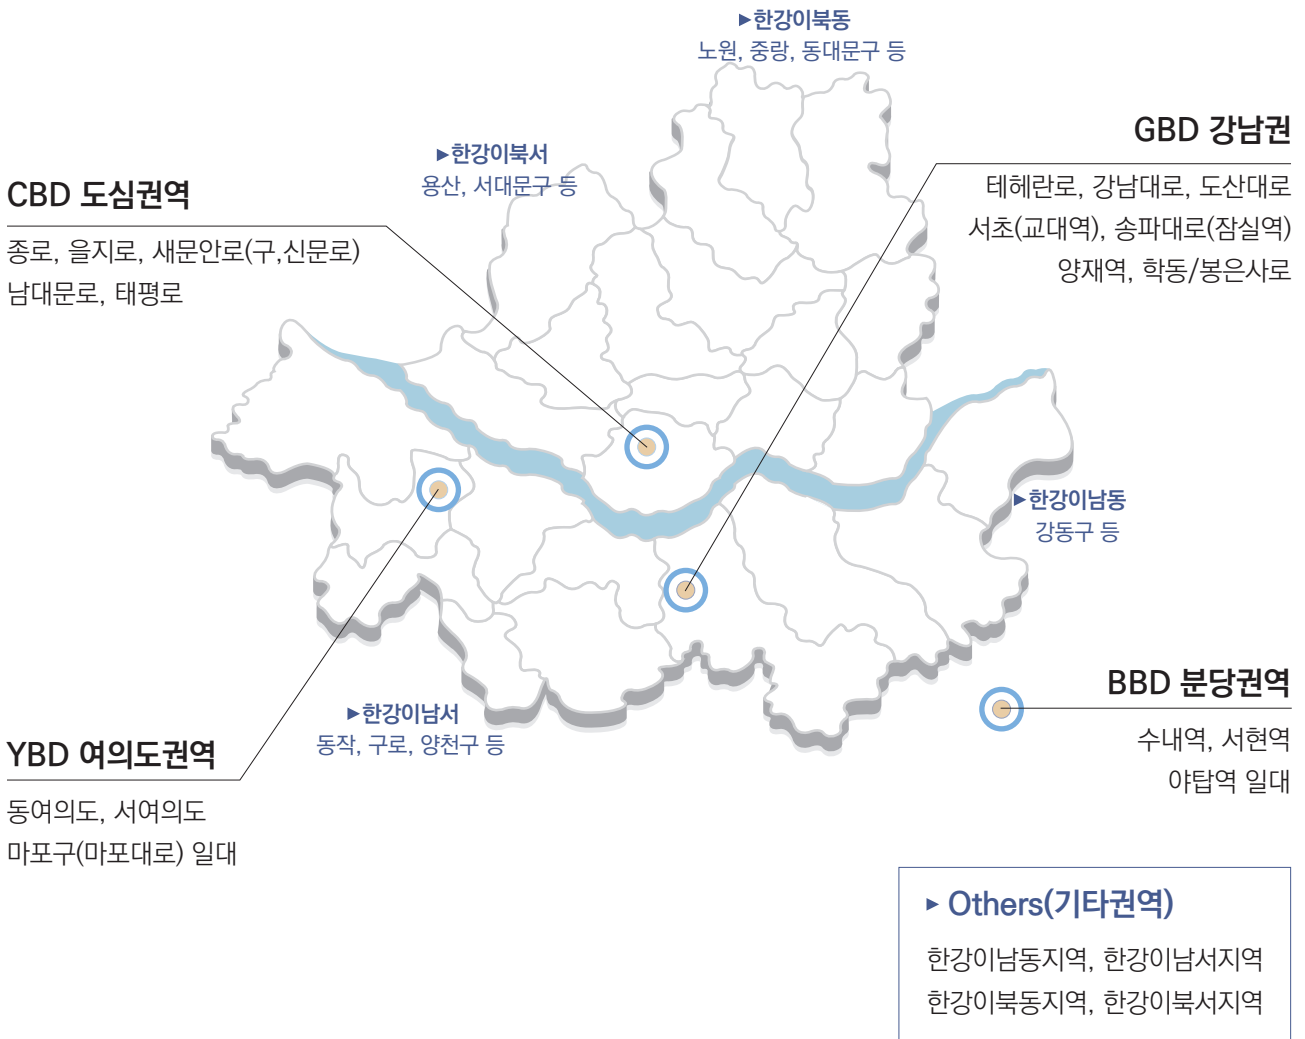 ▶한강이북동
노원, 중랑, 동대문구 등
GBD 강남권
테헤란로, 강남대로, 도산대로
서초(교대역), 송파대로(잠실역)
양재역, 학동/봉은사로
▶한강이북서
용산, 서대문구 등
CBD 도심권역
종로, 을지로, 새문안로(구,신문로)
남대문로, 태평로
▶한강이남동
강동구 등
BBD 분당권역
수내역, 서현역
야탑역 일대
▶한강이남서
동작, 구로, 양천구 등
YBD 여의도권역
동여의도, 서여의도
마포구(마포대로) 일대
▶ Others(기타권역)
한강이남동지역, 한강이남서지역
한강이북동지역, 한강이북서지역